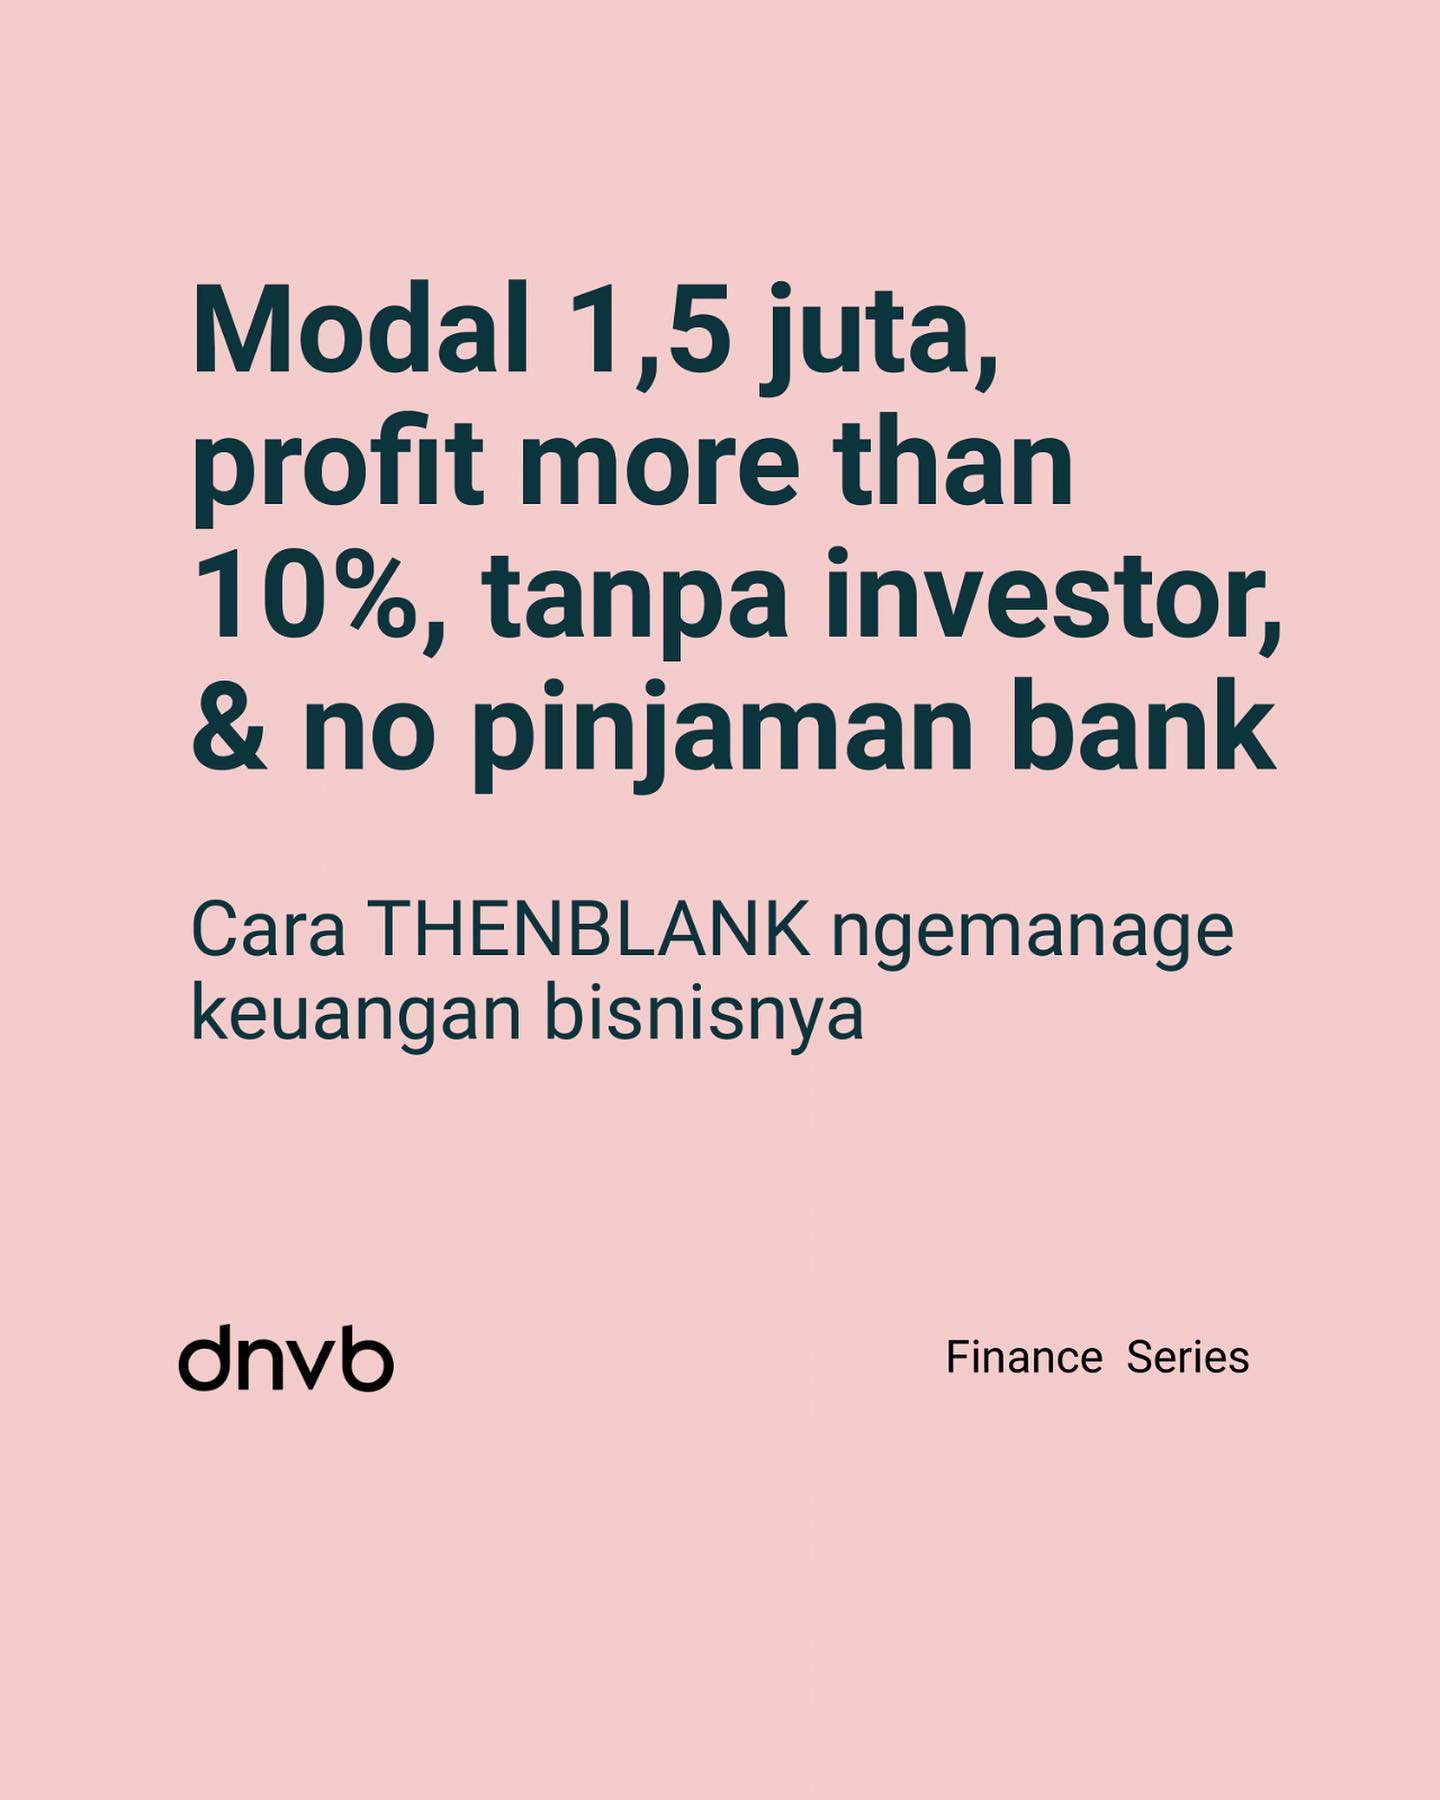 Modal 1,5 juta,
profit more than
10%, tanpa investor,
& no pinjaman bank
Cara THENBLANK ngemanage
keuangan bisnisnya
dnvb
Finance Series